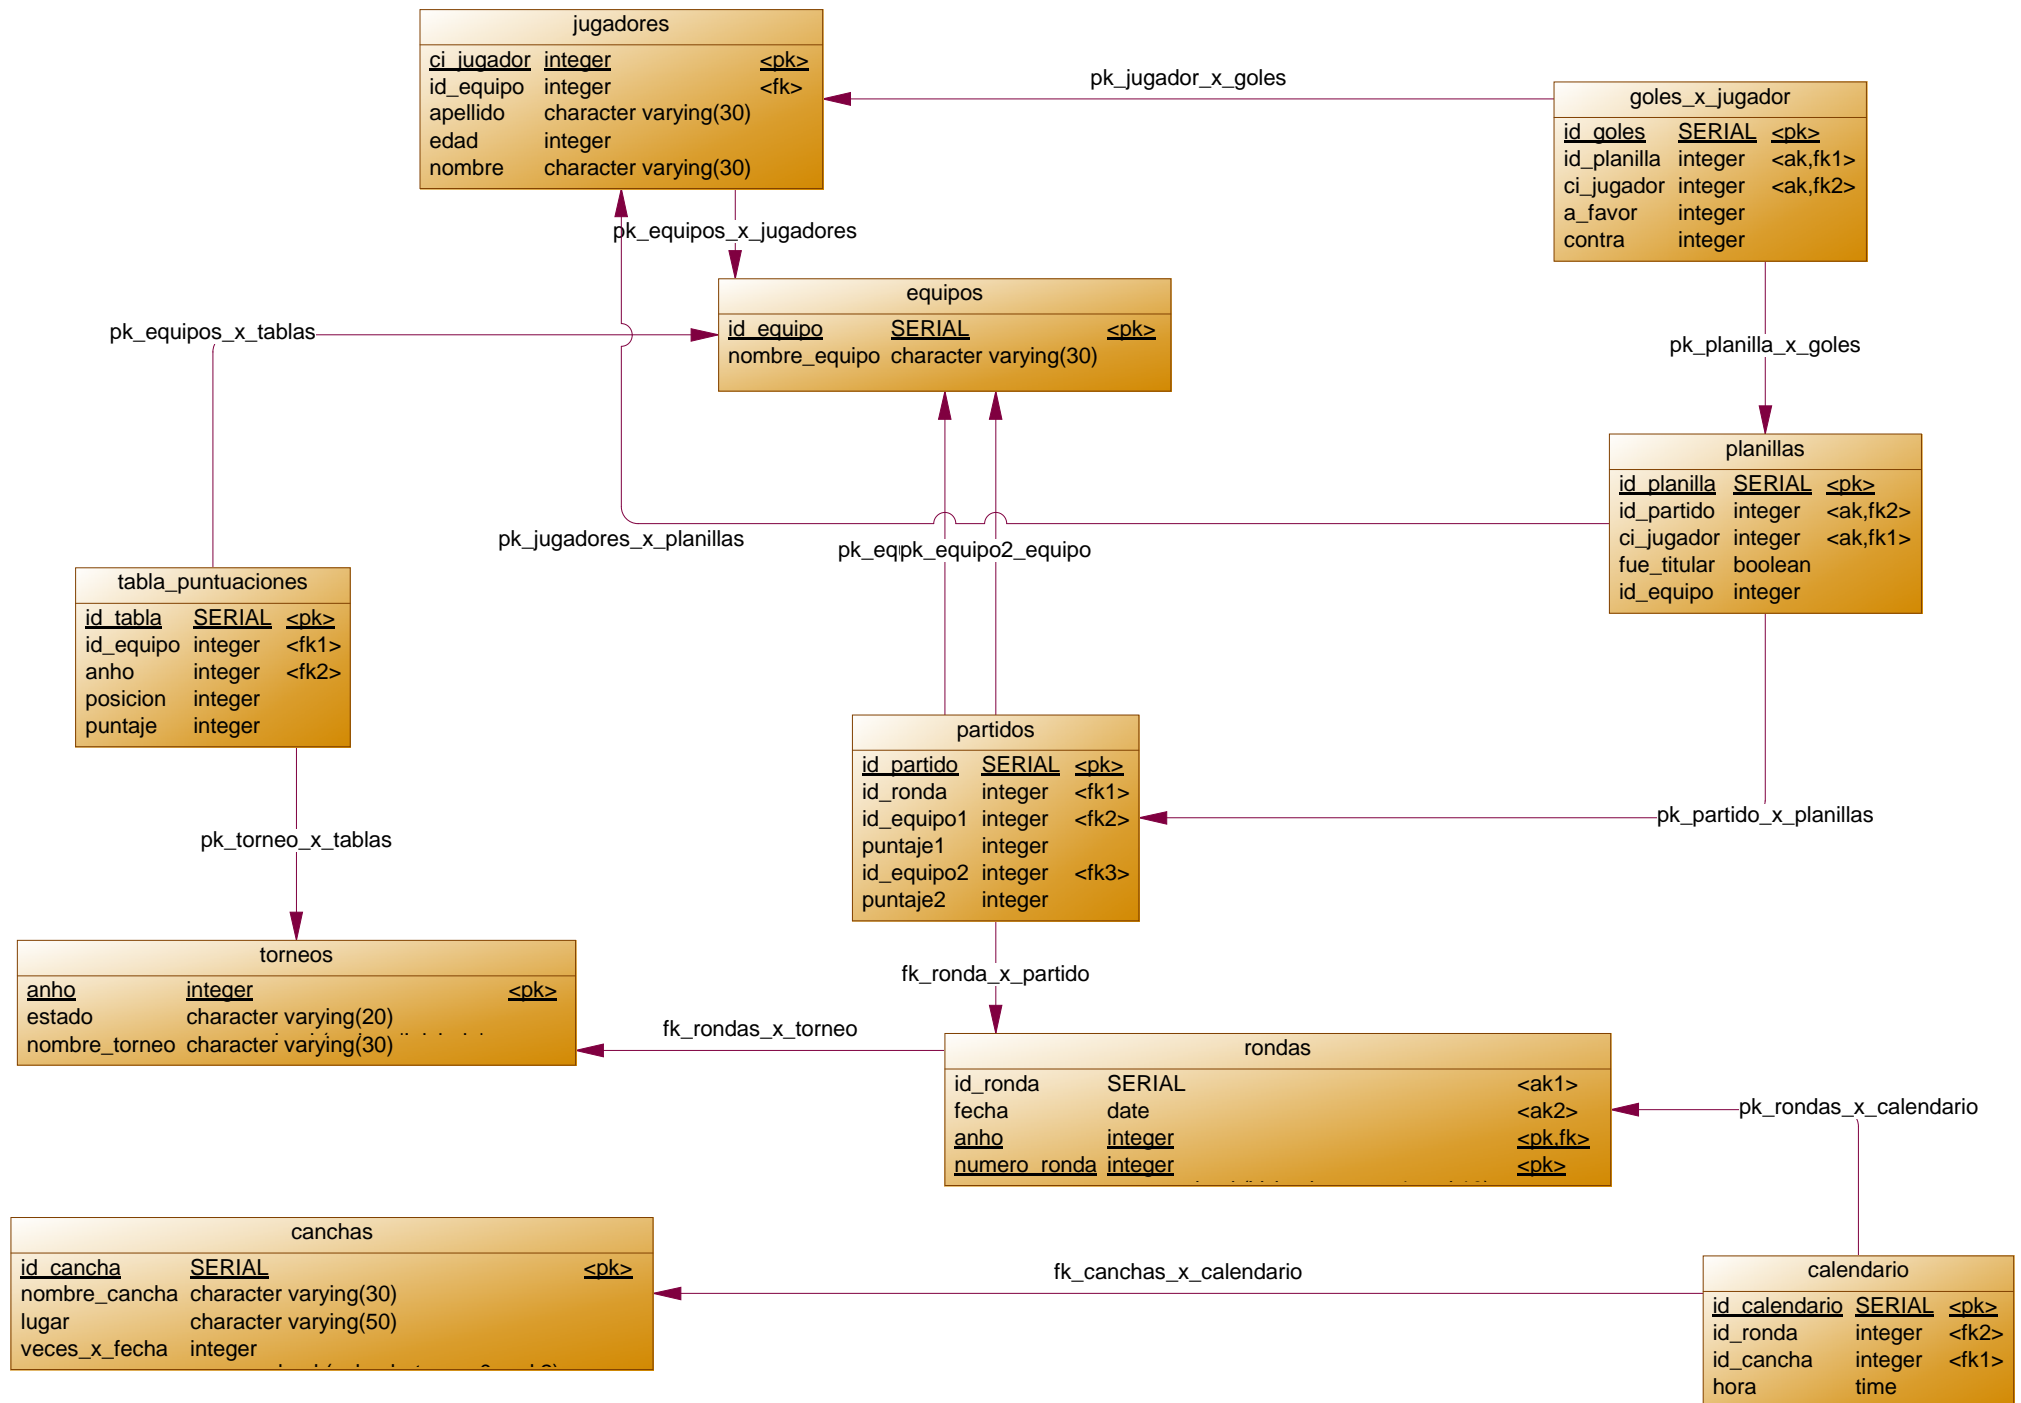 jugadores
ci_jugador integer <pk>
id_equipo integer <fk>
apellido character varying(30)
edad integer
nombre character varying(30)
pk_jugador_x_goles
goles_x_jugador
id_goles SERIAL <pk>
id_planilla integer <ak,fk1>
ci_jugador integer <ak,fk2>
a_favor integer
contra integer
pk_equipos_x_jugadores
equipos
id_equipo SERIAL <pk>
nombre_equipo character varying(30)
pk_equipos_x_tablas
pk_planilla_x_goles
planillas
id_planilla SERIAL <pk>
id_partido integer <ak,fk2>
ci_jugador integer <ak,fk1>
fue_titular boolean
id_equipo integer
pk_jugadores_x_planillas
pk_equipo2_equipo
tabla_puntuaciones
id_tabla SERIAL <pk>
id_equipo integer <fk1>
anho integer <fk2>
posicion integer
puntaje integer
partidos
id_partido SERIAL <pk>
id_ronda integer <fk1>
id_equipo1 integer <fk2>
puntaje1 integer
id_equipo2 integer <fk3>
puntaje2 integer
pk_partido_x_planillas
pk_torneo_x_tablas
torneos
anho integer <pk>
estado character varying(20)
nombre_torneo character varying(30)
fk_ronda_x_partido
fk_rondas_x_torneo
rondas
id_ronda SERIAL <ak1>
fecha date <ak2>
anho integer <pk,fk>
numero_ronda integer <pk>
pk_rondas_x_calendario
canchas
id_cancha SERIAL <pk>
nombre_cancha character varying(30)
lugar character varying(50)
veces_x_fecha integer
fk_canchas_x_calendario
calendario
id_calendario SERIAL <pk>
id_ronda integer <fk2>
id_cancha integer <fk1>
hora time